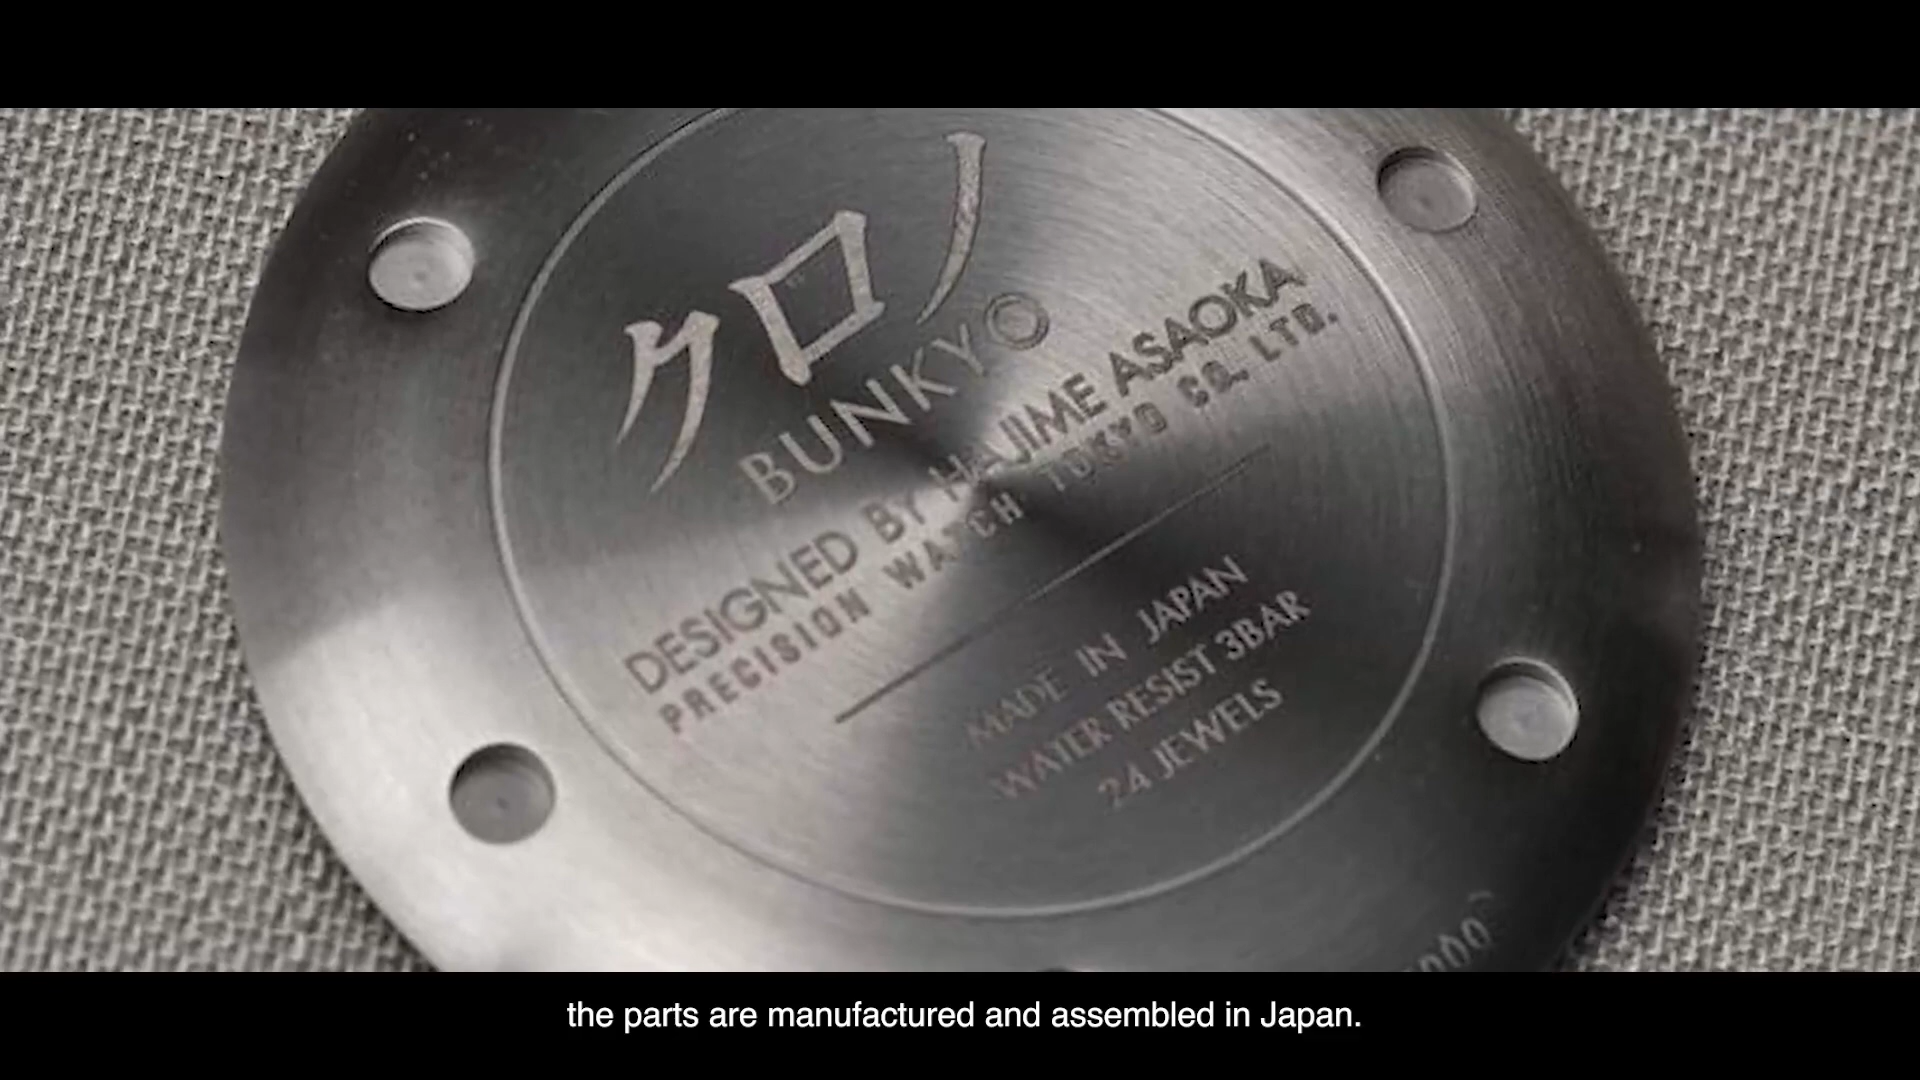 クロノ
BUNKYO
DESIGNED BY HAJIME ASAOKA
PRECISION WATCH TOKYO CO. LTD.
MADE IN JAPAN
WATER RESIST 3BAR
24 JEWELS
the parts are manufactured and assembled in Japan.